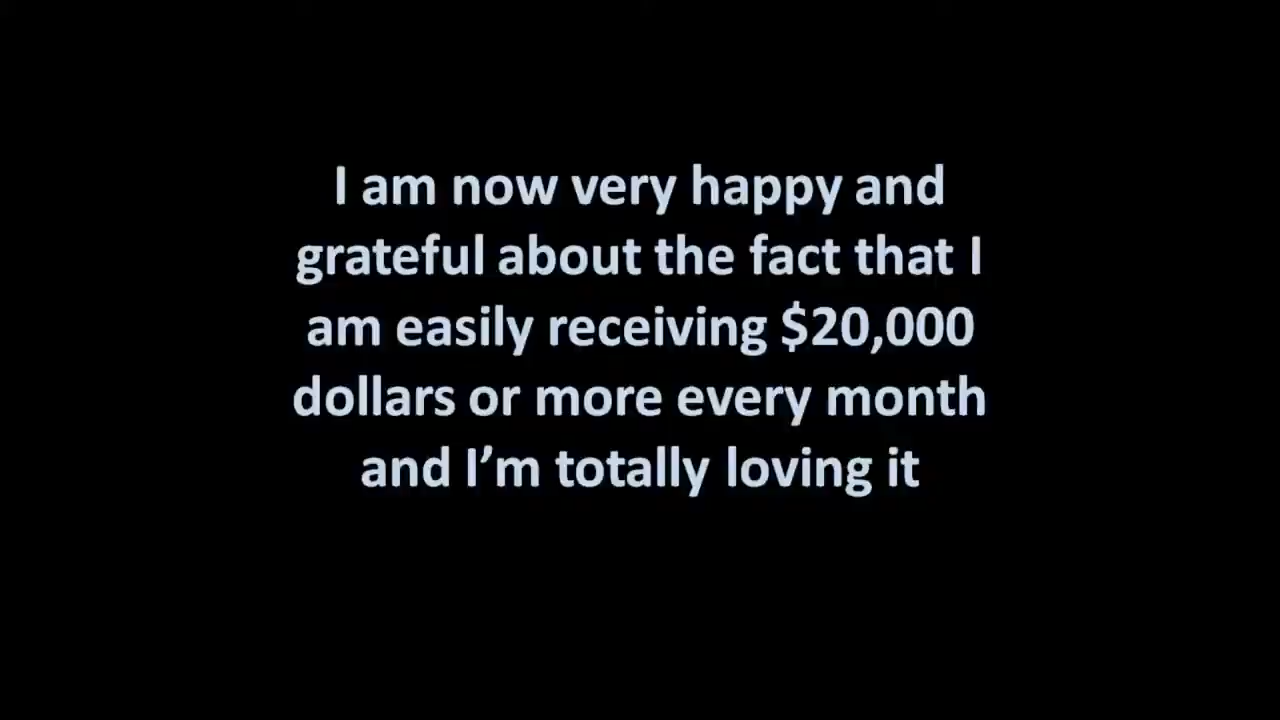 I am now very happy and
grateful about the fact that I
am easily receiving $20,000
dollars or more every month
and I’m totally loving it